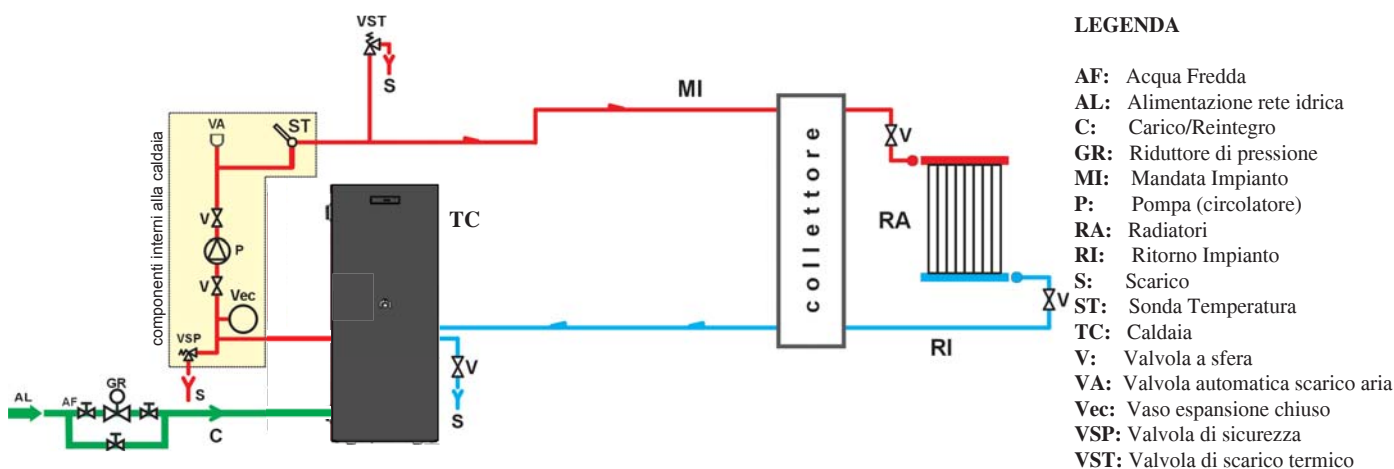 VST
S
MI
VA
ST
V
P
V
Vec
VSP
S
componenti interni alla caldaia
TC
collettore
V
RA
V
RI
V
S
AL
AF
GR
C
LEGENDA
AF: Acqua Fredda
AL: Alimentazione rete idrica
C: Carico/Reintegro
GR: Riduttore di pressione
MI: Mandata Impianto
P: Pompa (circolatore)
RA: Radiatori
RI: Ritorno Impianto
S: Scarico
ST: Sonda Temperatura
TC: Caldaia
V: Valvola a sfera
VA: Valvola automatica scarico aria
Vec: Vaso espansione chiuso
VSP: Valvola di sicurezza
VST: Valvola di scarico termico